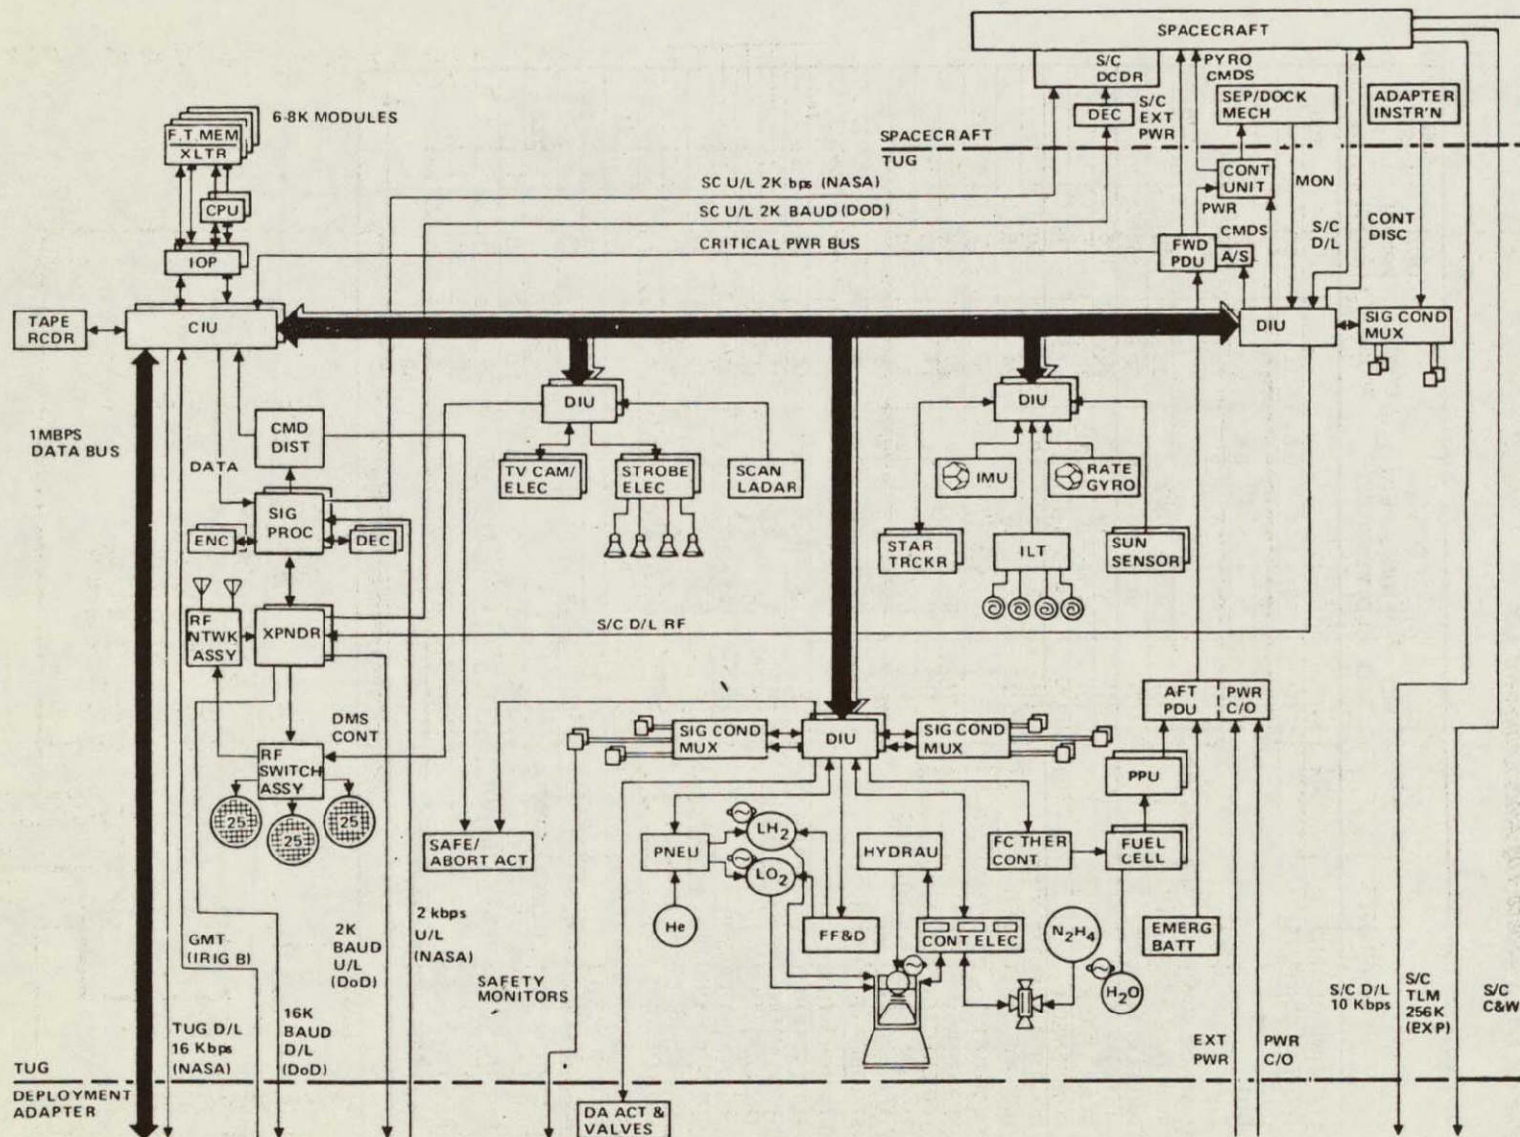 SPACECRAFT
S/C
DCDR
PYRO
CMDS
SEP/DOCK
MECH
ADAPTER
INSTR'N
DEC
S/C
EXT
PWR
6-8K MODULES
F.T.MEM
XLTR
SPACECRAFT
TUG
CPU
SC U/L 2K bps (NASA)
CONT
UNIT
MON
PWR
SC U/L 2K BAUD (DOD)
CMDS
S/C
D/L
CONT
DISC
CRITICAL PWR BUS
FWD
PDU
A/S
IOP
TAPE
RCDR
CIU
DIU
SIG COND
MUX
1MBPS
DATA BUS
CMD
DIST
DIU
DIU
DATA
TV CAM/
ELEC
STROBE
ELEC
SCAN
LADAR
IMU
RATE
GYRO
SIG
PROC
ENC
DEC
STAR
TRCKR
ILT
SUN
SENSOR
RF
NTWK
ASSY
XPNDR
S/C D/L RF
AFT
PDU
PWR
C/O
DMS
CONT
SIG COND
MUX
DIU
SIG COND
MUX
RF
SWITCH
ASSY
PPU
25
25
25
SAFE/
ABORT ACT
PNEU
LH2
LO2
HYDRAU
FC THER
CONT
FUEL
CELL
He
FF&D
CONT ELEC
N2H4
EMERG
BATT
H2O
GMT
(IRIG B)
2K
BAUD
U/L
(DoD)
2 kbps
U/L
(NASA)
SAFETY
MONITORS
S/C D/L
10 Kbps
S/C
TLM
256K
(EXP)
S/C
C&W
TUG D/L
16 Kbps
(NASA)
16K
BAUD
D/L
(DoD)
EXT
PWR
PWR
C/O
TUG
DEPLOYMENT
ADAPTER
DA ACT &
VALVES